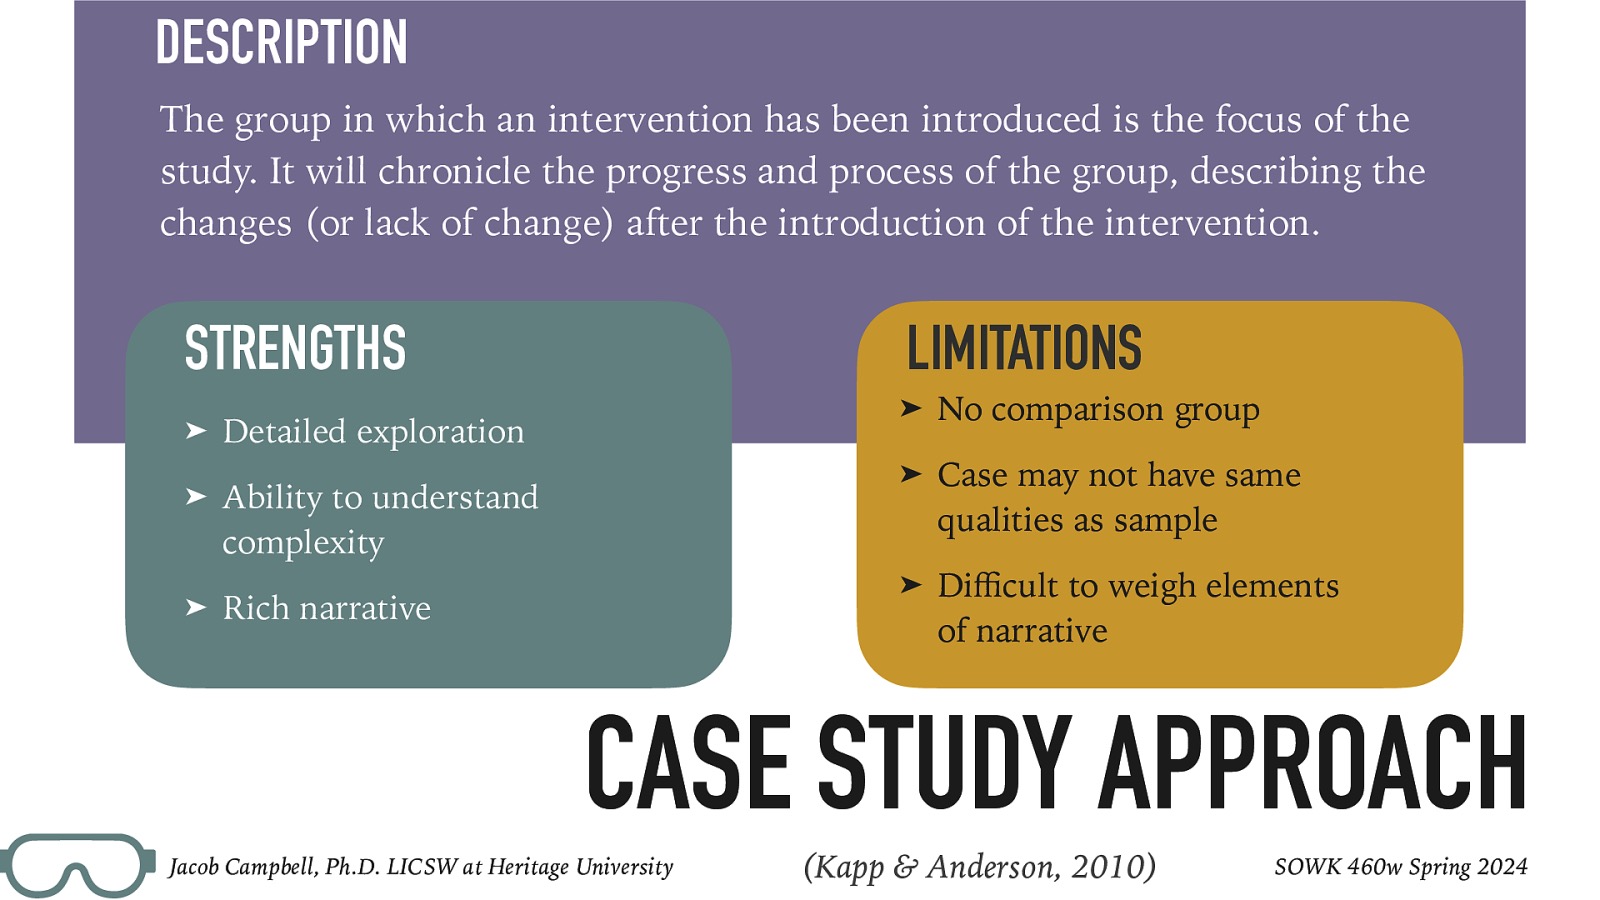 DESCRIPTION
The group in which an intervention has been introduced is the focus of the
study. It will chronicle the progress and process of the group, describing the
changes (or lack of change) after the introduction of the intervention.
STRENGTHS
➤ Detailed exploration
➤ Ability to understand
complexity
➤ Rich narrative
LIMITATIONS
➤ No comparison group
➤ Case may not have same
qualities as sample
➤ Difficult to weigh elements
of narrative
CASE STUDY APPROACH
Jacob Campbell, Ph.D. LICSW at Heritage University
(Kapp & Anderson, 2010)
SOWK 460w Spring 2024